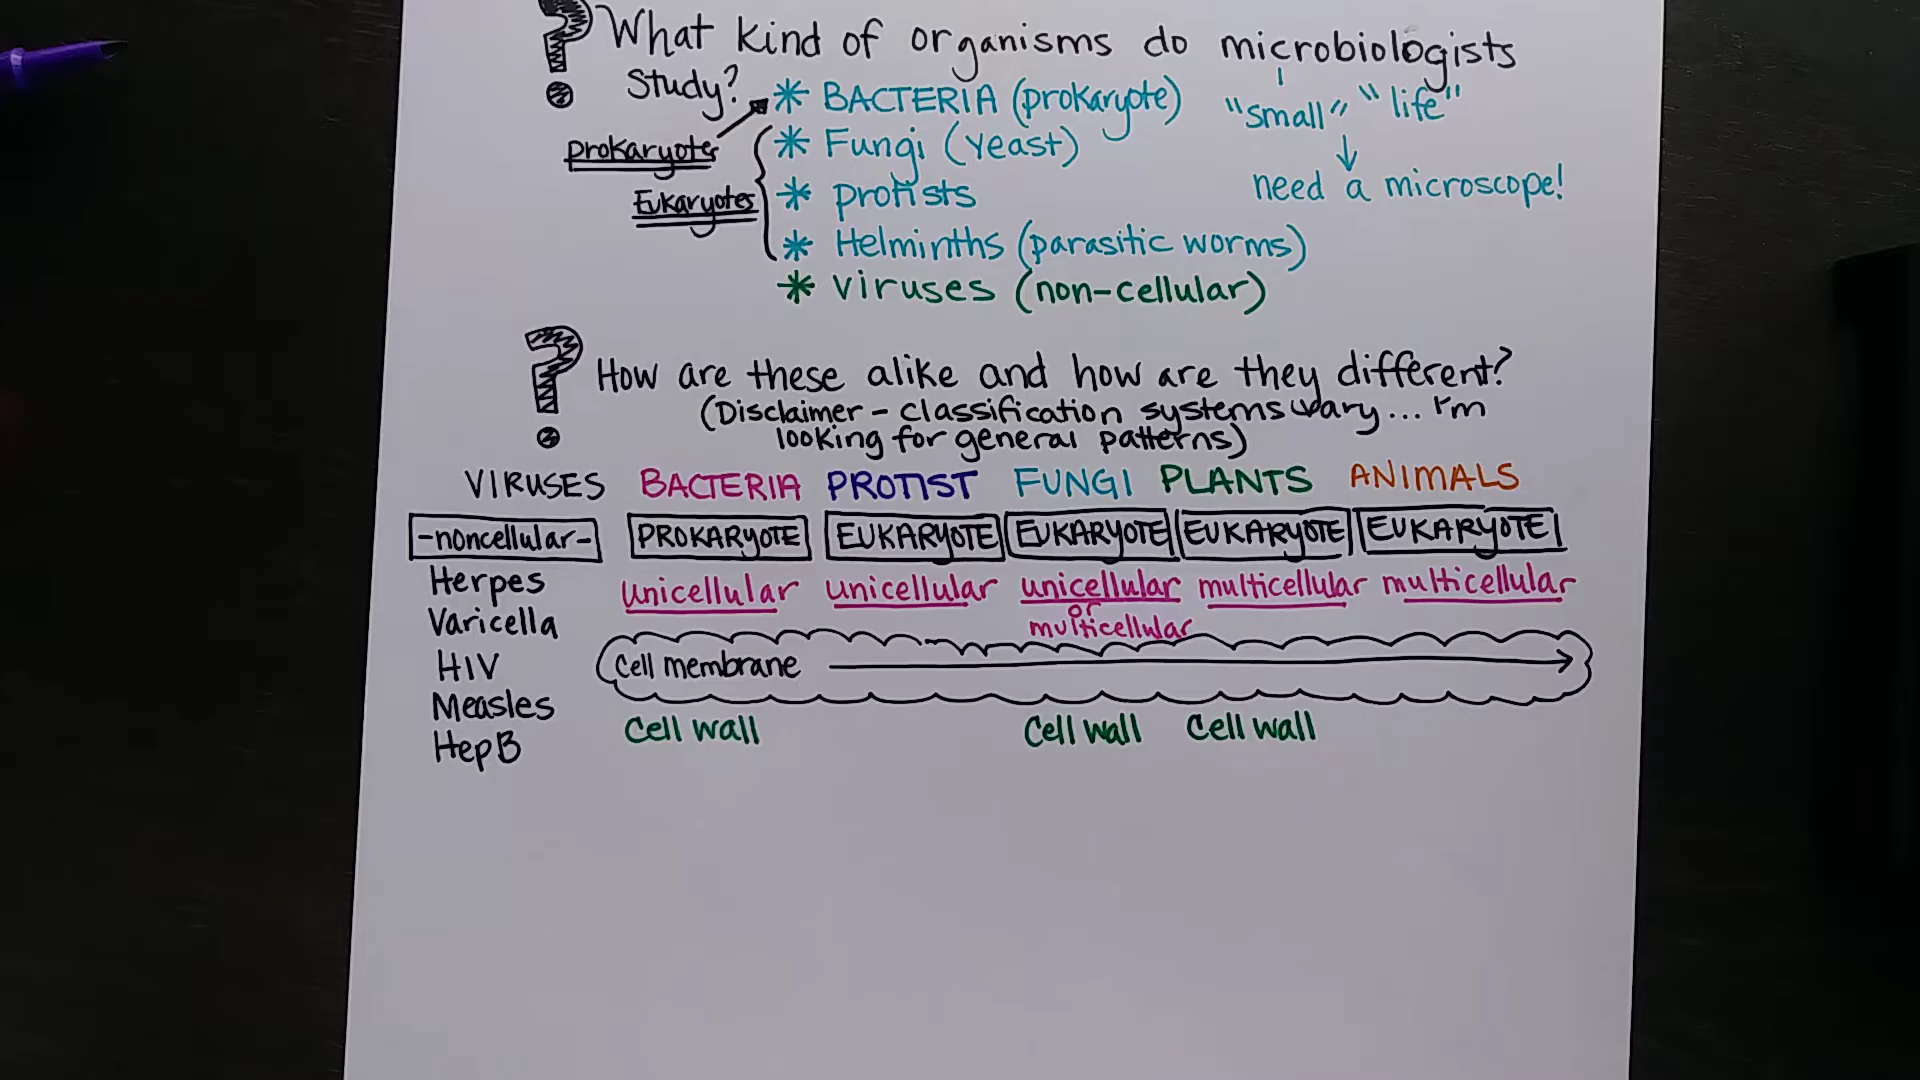 ? What kind of organisms do microbiologists
Study? * BACTERIA (prokaryote) "small" "life"
prokaryotes * Fungi (yeast)
Eukaryotes * protists need a microscope!
* Helminths (parasitic worms)
* viruses (non-cellular)
? How are these alike and how are they different?
(Disclaimer - classification systems vary... I'm
looking for general patterns)
VIRUSES BACTERIA PROTIST FUNGI PLANTS ANIMALS
-noncellular- PROKARYOTE EUKARYOTE EUKARYOTE EUKARYOTE EUKARYOTE
Herpes unicellular unicellular unicellular multicellular multicellular
or
Varicella multicellular
HIV Cell membrane
Measles
Cell wall Cell wall Cell wall
HepB